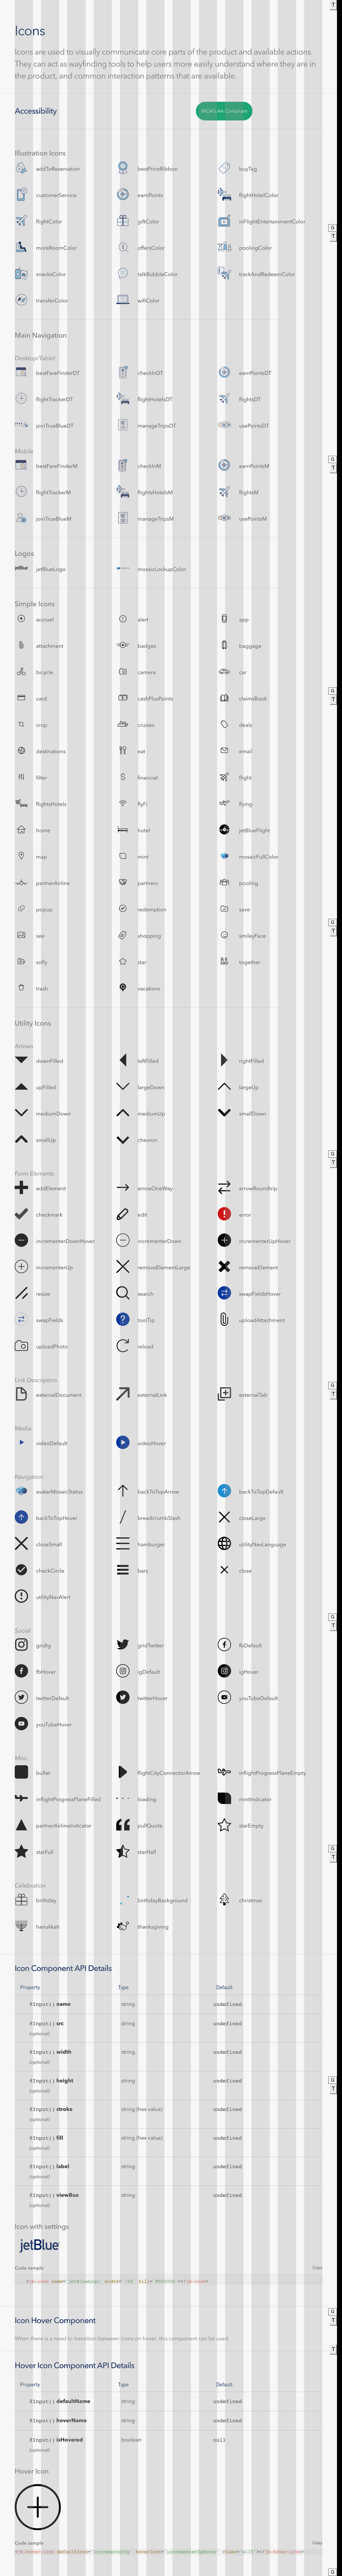 Icons
Icons are used to visually communicate core parts of the product and available actions.
They can act as wayfinding tools to help users more easily understand where they are in
the product, and common interaction patterns that are available.
Accessibility
WCAG AA Compliant
Illustration Icons
addToReservation bestPriceRibbon buyTag
customerService earnPoints flightHotelColor
flightColor giftColor inFlightEntertainmentColor
moreRoomColor offersColor poolingColor
snacksColor talkBubbleColor trackAndRedeemColor
transferColor wifiColor
Main Navigation
Desktop/Tablet
bestFareFinderDT checkInDT earnPointsDT
flightTrackerDT flightHotelsDT flightsDT
joinTrueBlueDT manageTripsDT usePointsDT
Mobile
bestFareFinderM checkInM earnPointsM
flightTrackerM flightsHotelsM flightsM
joinTrueBlueM manageTripsM usePointsM
Logos
jetBlue jetBlueLogo mosaicLockupColor
Simple Icons
accrual alert app
attachment badges baggage
bicycle camera car
card cashPlusPoints claimsBook
crop cruises deals
destinations eat email
filter financial flight
flightsHotels flyFi flying
home hotel jetBlueFlight
map mint mosaicFullColor
partnerAirline partners pooling
popup redemption save
see shopping smileyFace
sofly star together
trash vacations
Utility Icons
Arrows
downFilled leftFilled rightFilled
upFilled largeDown largeUp
mediumDown mediumUp smallDown
smallUp chevron
Form Elements
addElement arrowOneWay arrowRoundtrip
checkmark edit error
incrementerDownHover incrementerDown incrementerUpHover
incrementerUp removeElementLarge removeElement
resize search swapFieldsHover
swapFields toolTip uploadAttachment
uploadPhoto reload
Link Descriptors
externalDocument externalLink externalTab
Media
videoDefault videoHover
Navigation
avatarMosaicStatus backToTopArrow backToTopDefault
backToTopHover breadcrumbSlash closeLarge
closeSmall hamburger utilityNavLanguage
checkCircle bars close
utilityNavAlert
Social
gridIg gridTwitter fbDefault
fbHover igDefault igHover
twitterDefault twitterHover youTubeDefault
youTubeHover
Misc.
bullet flightCityConnectorArrow inflightProgressPlaneEmpty
inflightProgressPlaneFilled loading mintIndicator
partnerAirlineIndicator pullQuote starEmpty
starFull starHalf
Celebration
birthday birthdayBackground christmas
hanukkah thanksgiving
Icon Component API Details
Property Type Default
@Input() name string undefined
@Input() src string undefined
(optional)
@Input() width string undefined
(optional)
@Input() height string undefined
(optional)
@Input() stroke string (hex value) undefined
(optional)
@Input() fill string (hex value) undefined
(optional)
@Input() label string undefined
(optional)
@Input() viewBox string undefined
(optional)
Icon with settings
jetBlue
Code sample
Icon Hover Component
When there is a need to transition between icons on hover, this component can be used
Hover Icon Component API Details
Property Type Default
@Input() defaultName string undefined
@Input() hoverName string undefined
@Input() isHovered boolean null
(optional)
Hover Icon
Code sample